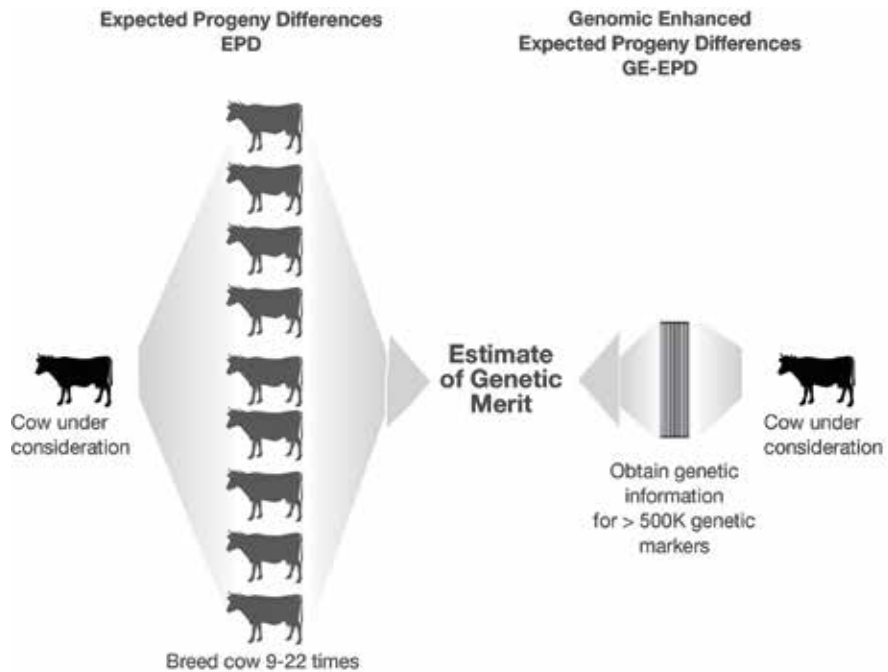 Expected Progeny Differences
EPD
Genomic Enhanced
Expected Progeny Differences
GE-EPD
Cow under
consideration
Breed cow 9-22 times
Estimate
of Genetic
Merit
Obtain genetic
information
for > 500K genetic
markers
Cow under
consideration